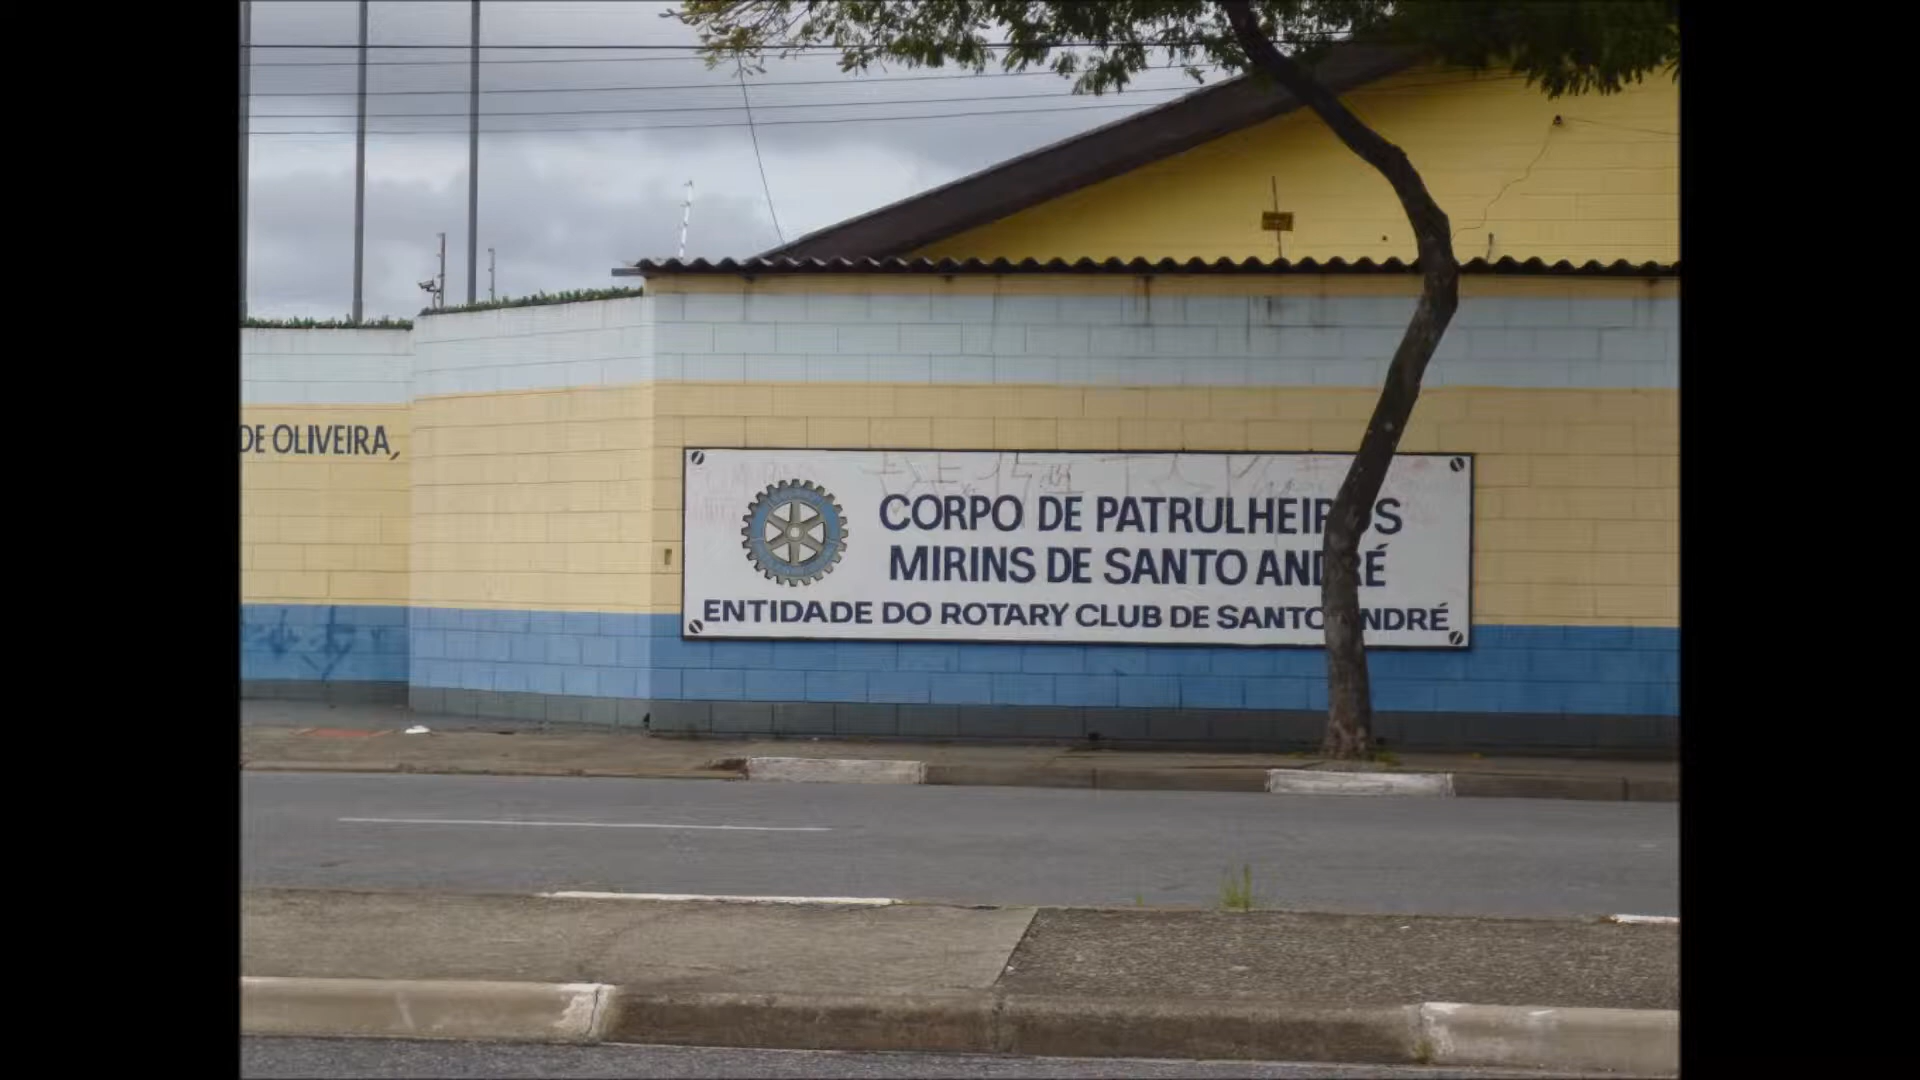 DE OLIVEIRA,
CORPO DE PATRULHEIROS
MIRINS DE SANTO ANDRÉ
ENTIDADE DO ROTARY CLUB DE SANTO ANDRÉ